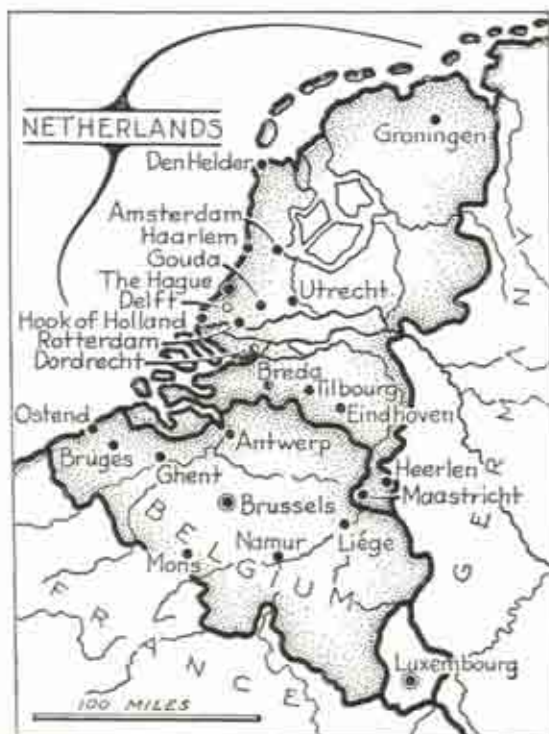 NETHERLANDS
Groningen
Den Helder
Amsterdam
Haarlem
Gouda
The Hague
Utrecht
Delft
Hook of Holland
Rotterdam
Dordrecht
Breda
Tilbourg
Eindhoven
Ostend
Antwerp
Bruges
Ghent
Heerlen
Maastricht
Brussels
Liége
Namur
Mons
BELGIUM
GERMANY
FRANCE
Luxembourg
100 MILES